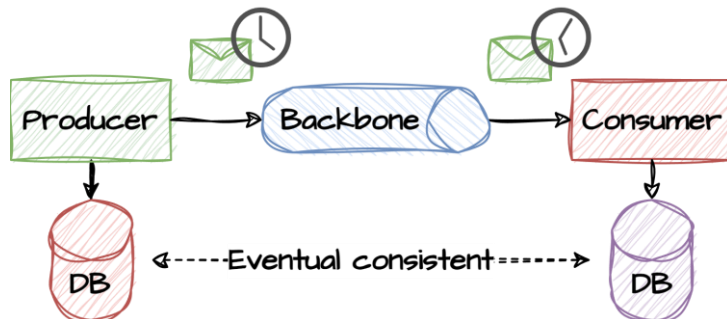 Producer
Backbone
Consumer
DB
Eventual consistent
DB